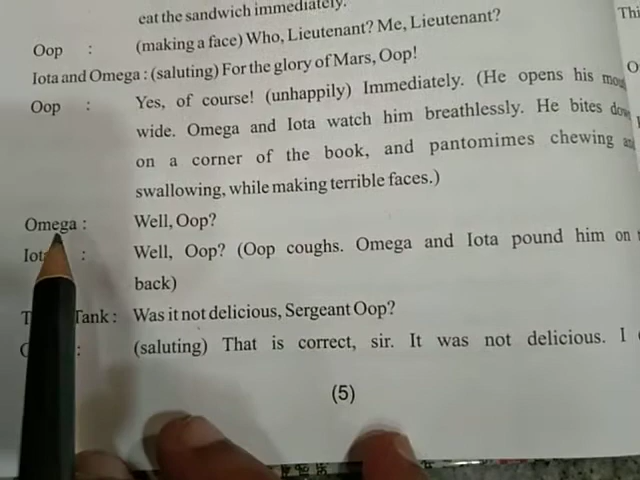 eat the sandwich immediately.
Oop : (making a face) Who, Lieutenant? Me, Lieutenant?
Iota and Omega : (saluting) For the glory of Mars, Oop!
Oop : Yes, of course! (unhappily) Immediately. (He opens his
wide. Omega and Iota watch him breathlessly. He bites
on a corner of the book, and pantomimes chewing
swallowing, while making terrible faces.)
Omega : Well, Oop?
: Well, Oop? (Oop coughs. Omega and Iota pound him on
back)
Tank : Was it not delicious, Sergeant Oop?
: (saluting) That is correct, sir. It was not delicious. I
(5)